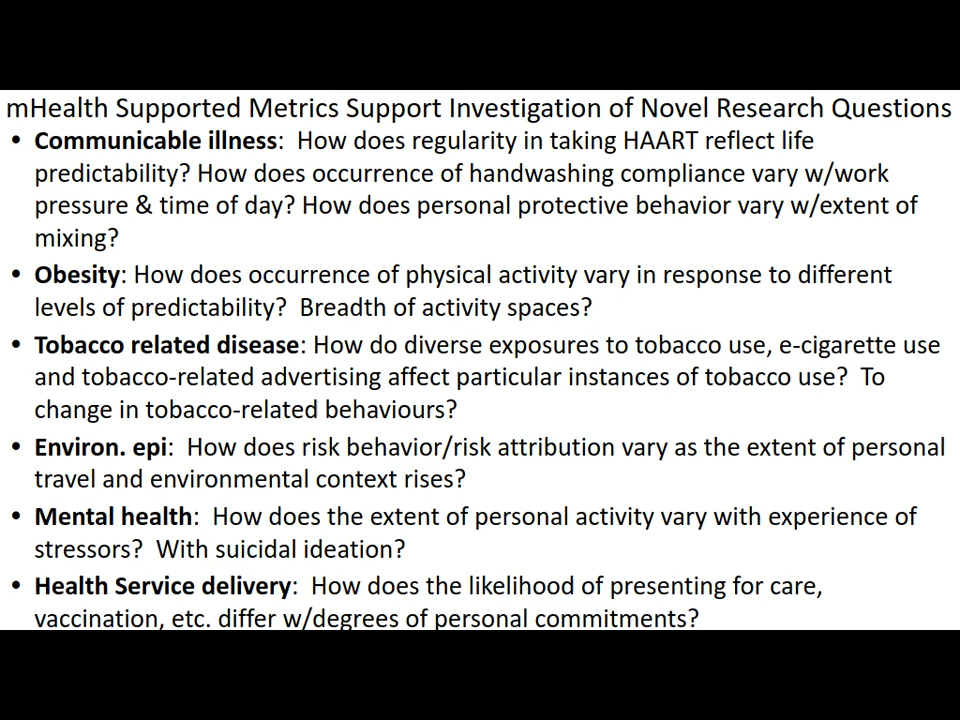 mHealth Supported Metrics Support Investigation of Novel Research Questions
• Communicable illness: How does regularity in taking HAART reflect life
predictability? How does occurrence of handwashing compliance vary w/work
pressure & time of day? How does personal protective behavior vary w/extent of
mixing?
• Obesity: How does occurrence of physical activity vary in response to different
levels of predictability? Breadth of activity spaces?
• Tobacco related disease: How do diverse exposures to tobacco use, e-cigarette use
and tobacco-related advertising affect particular instances of tobacco use? To
change in tobacco-related behaviours?
• Environ. epi: How does risk behavior/risk attribution vary as the extent of personal
travel and environmental context rises?
• Mental health: How does the extent of personal activity vary with experience of
stressors? With suicidal ideation?
• Health Service delivery: How does the likelihood of presenting for care,
vaccination, etc. differ w/degrees of personal commitments?